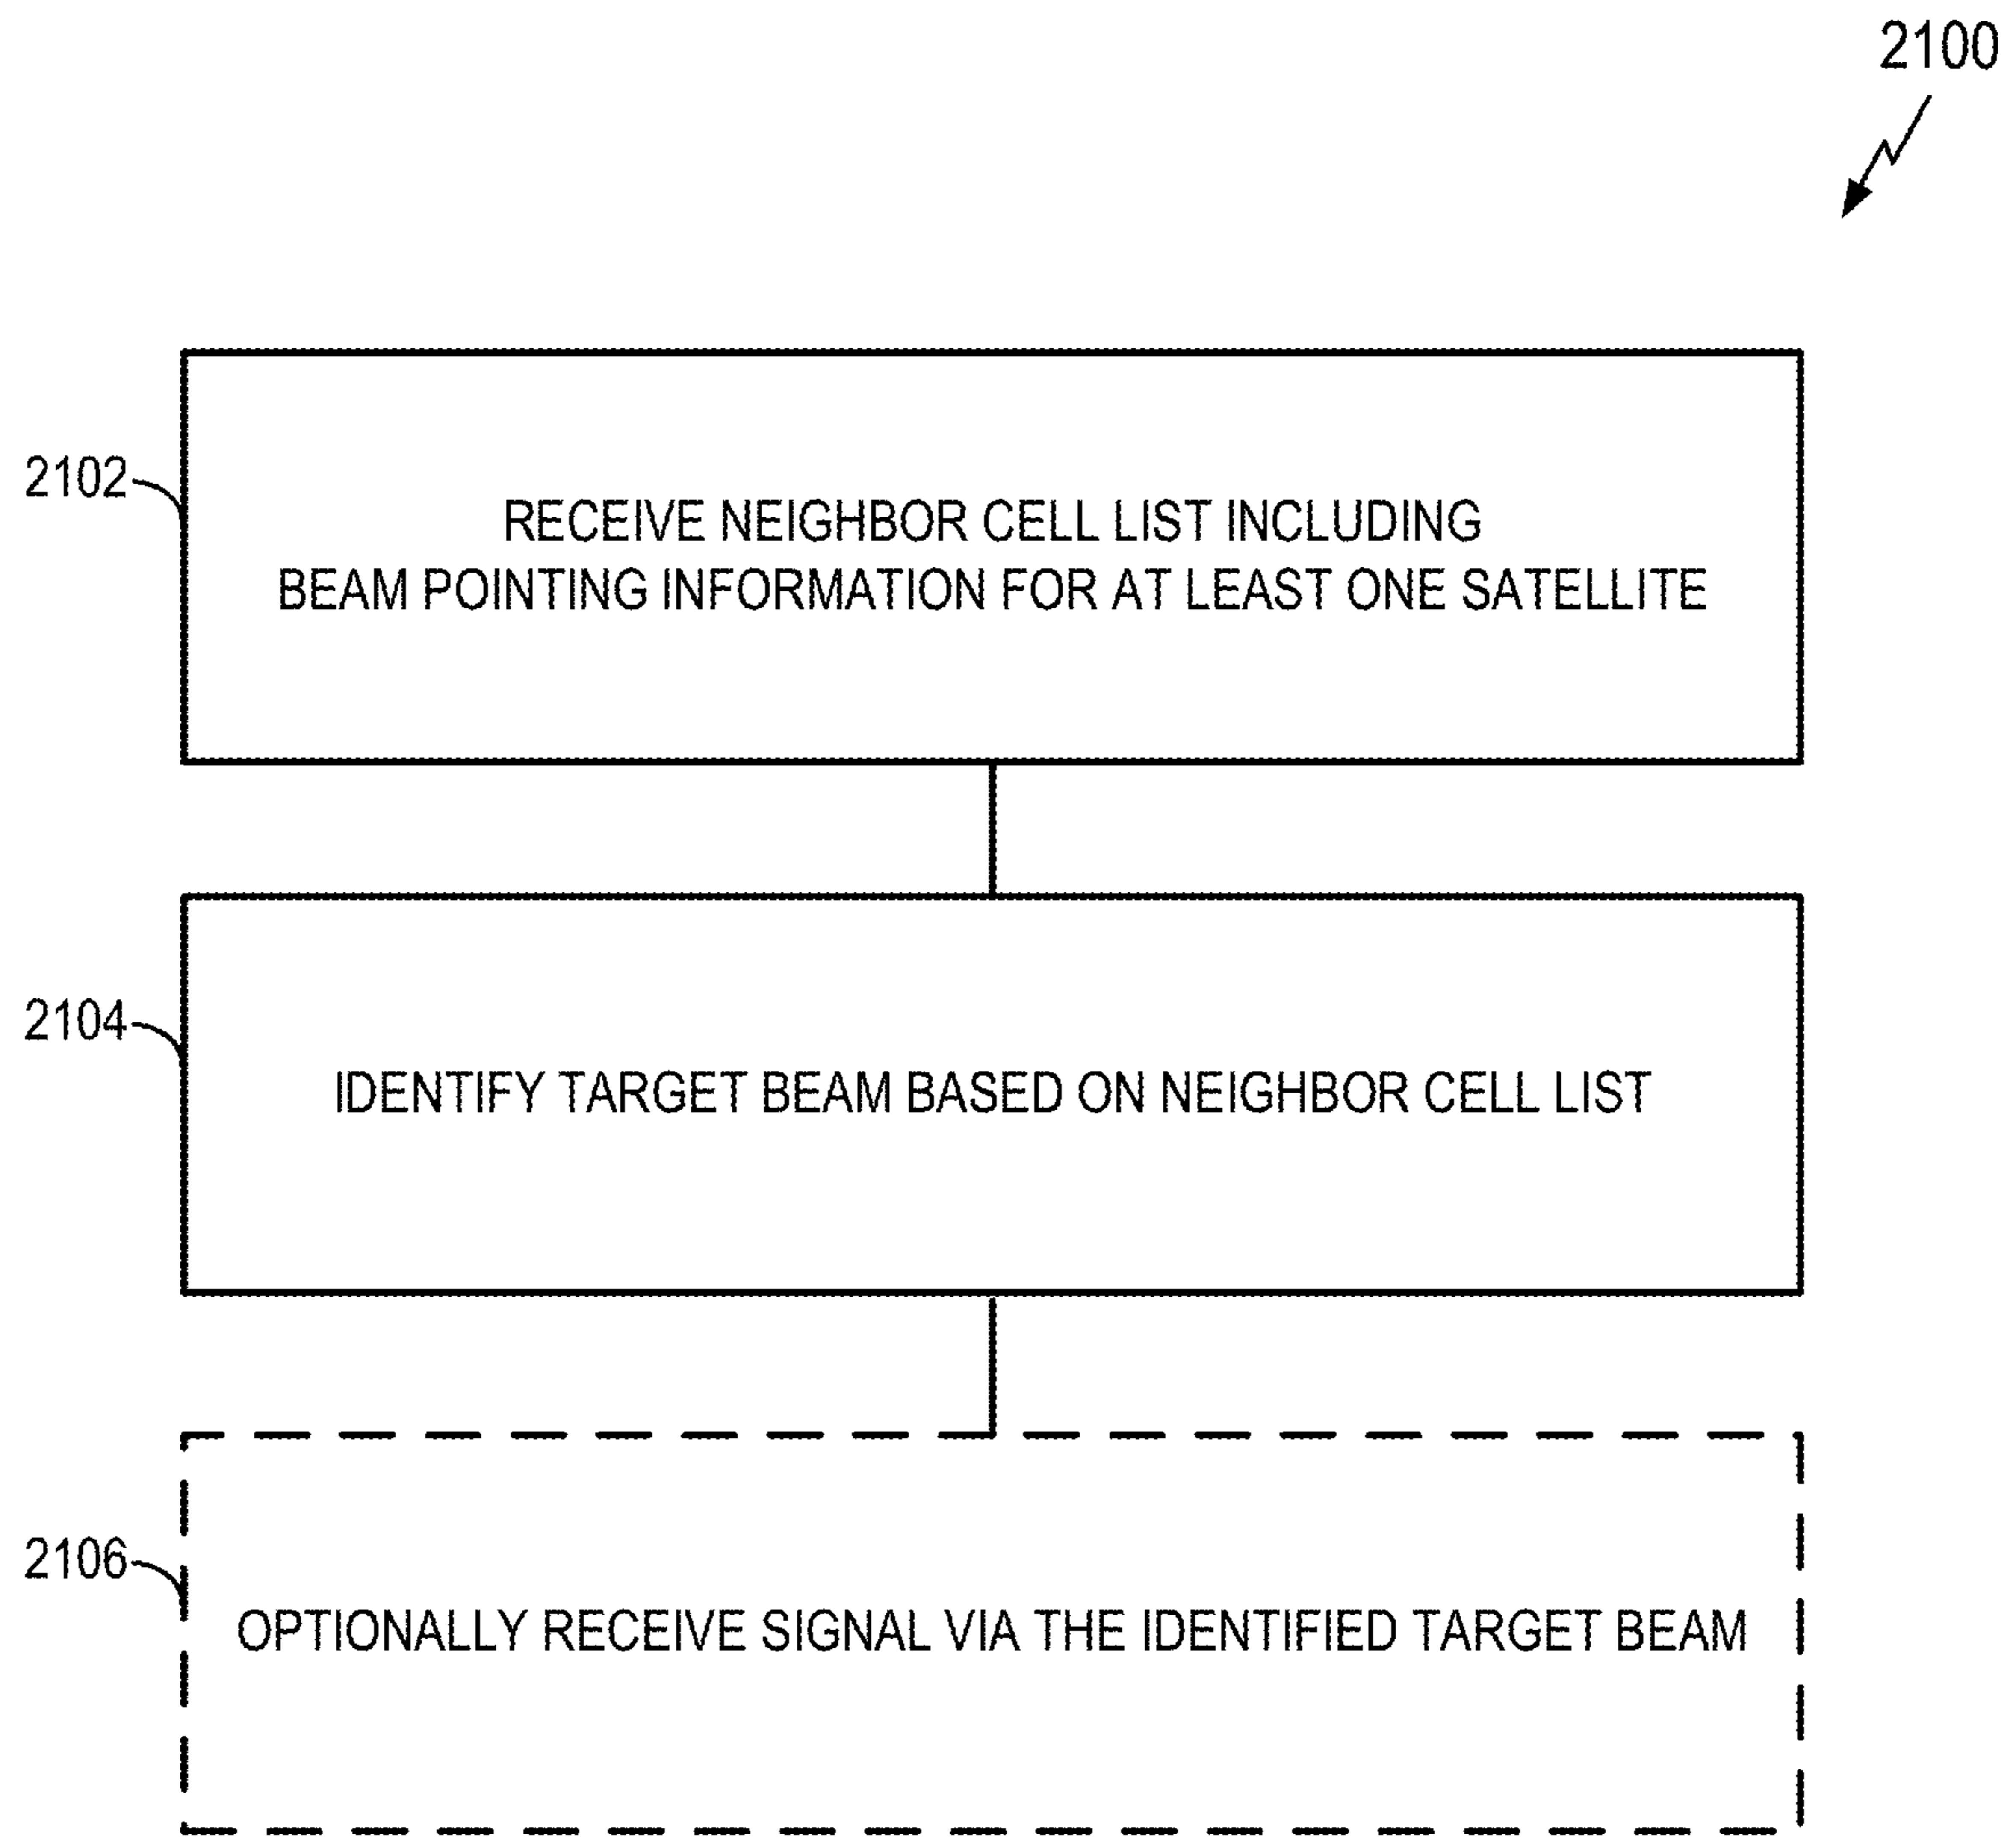 2100
2102
RECEIVE NEIGHBOR CELL LIST INCLUDING
BEAM POINTING INFORMATION FOR AT LEAST ONE SATELLITE
2104
IDENTIFY TARGET BEAM BASED ON NEIGHBOR CELL LIST
2106
OPTIONALLY RECEIVE SIGNAL VIA THE IDENTIFIED TARGET BEAM